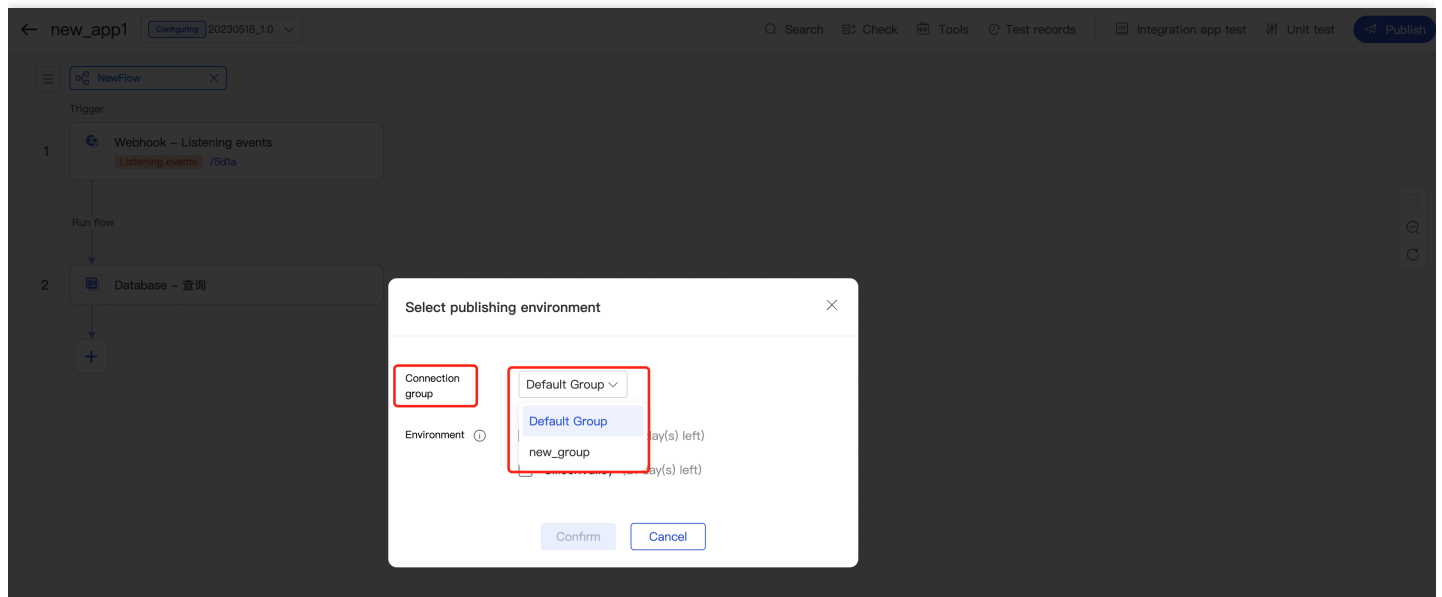 new_app1 Configuring 20230518_1.0 Search Check Tools Test records Integration app test Unit test Publish
NewFlow
Trigger
1 Webhook – Listening events
Listening events /5d1a
Run flow
2 Database – 查询
Select publishing environment
Connection group
Default Group
Default Group
Environment day(s) left)
new_group
day(s) left)
Confirm Cancel